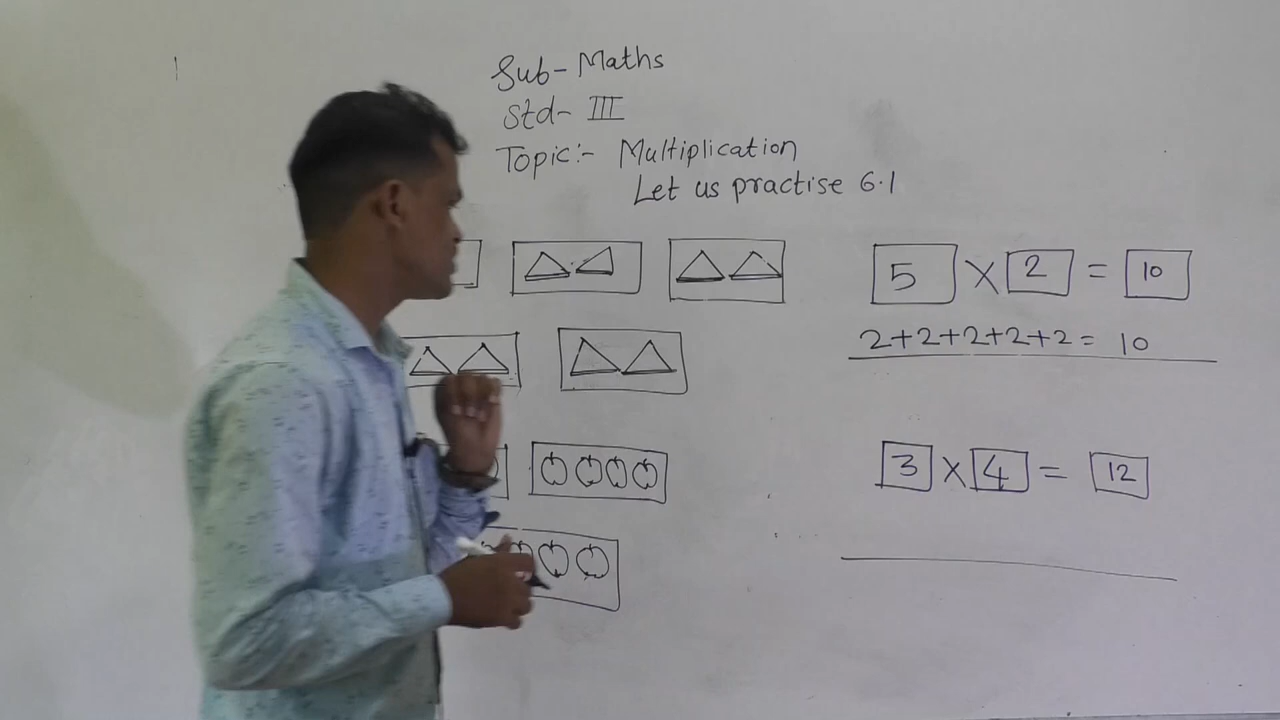 Sub- Maths
Std- III
Topic:- Multiplication
Let us practise 6.1
5 X 2 = 10
2+2+2+2+2= 10
3 X 4 = 12